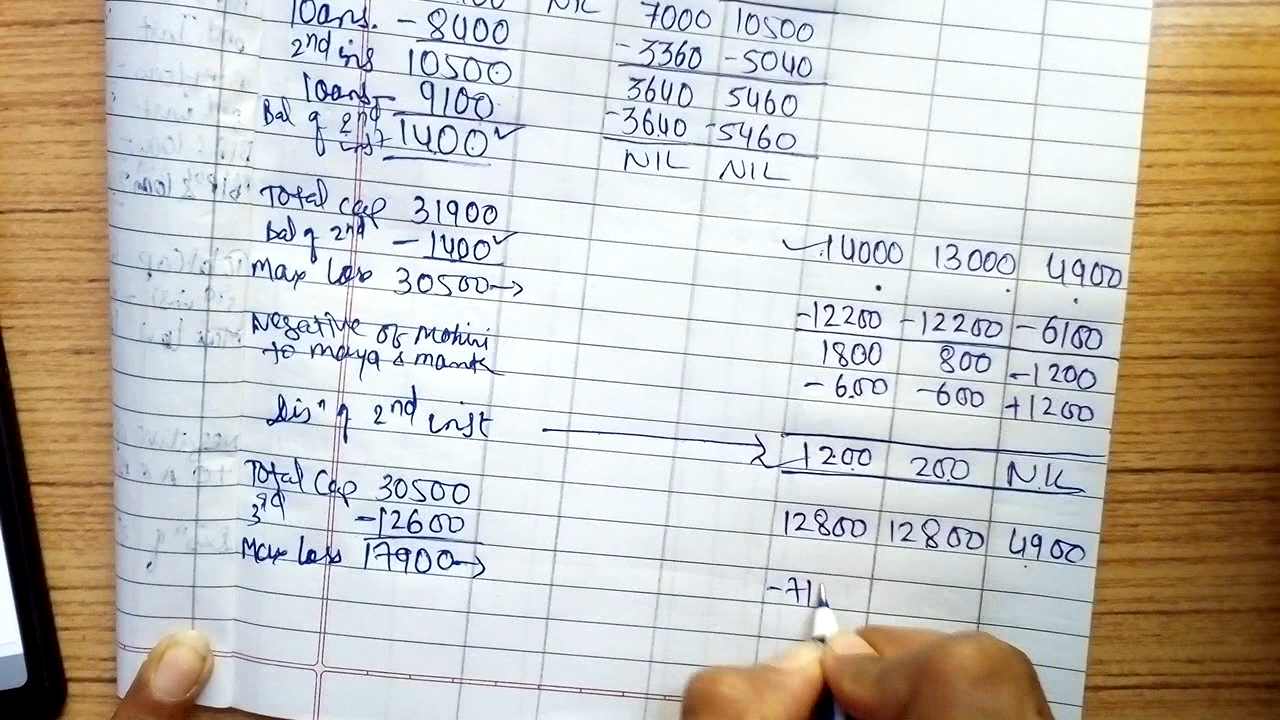 NIL
loans. - 8400 7000 10500
2nd ins 10500 -3360 -5040
loans - 9100 3640 5460
Bal of 2nd inst 1400 ✓ -3640 -5460
NIL NIL
Total Cap 31900
Bal of 2nd - 1400 ✓ ✓ 14000 13000 4900
Max Loss 30500 →
-12200 -12200 -6100
Negative of Mohini 1800 800 -1200
to maya & -600 -600 +1200
Disn of 2nd inst → 1200 200 NIL
Total Cap 30500
3rd -12600 12800 12800 4900
Max Loss 17900 →
-71